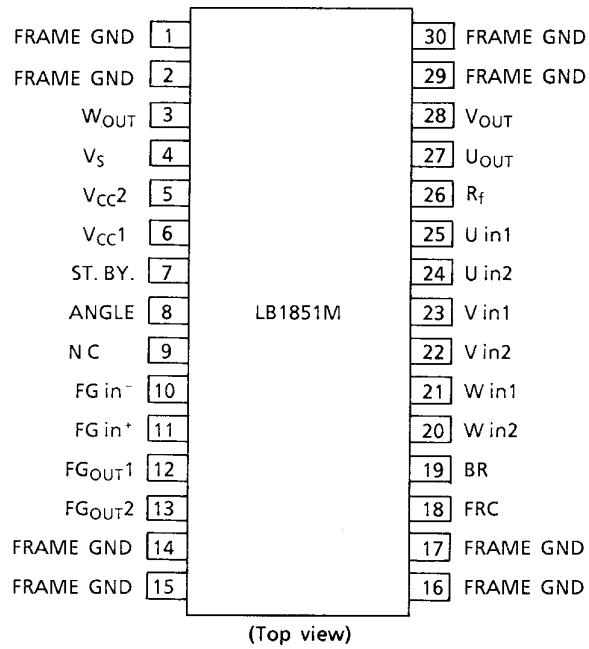 FRAME GND 1 30 FRAME GND
FRAME GND 2 29 FRAME GND
WOUT 3 28 VOUT
VS 4 27 UOUT
VCC2 5 26 Rf
VCC1 6 25 U in1
ST. BY. 7 24 U in2
ANGLE 8 LB1851M 23 V in1
NC 9 22 V in2
FG in⁻ 10 21 W in1
FG in⁺ 11 20 W in2
FGOUT1 12 19 BR
FGOUT2 13 18 FRC
FRAME GND 14 17 FRAME GND
FRAME GND 15 16 FRAME GND
(Top view)